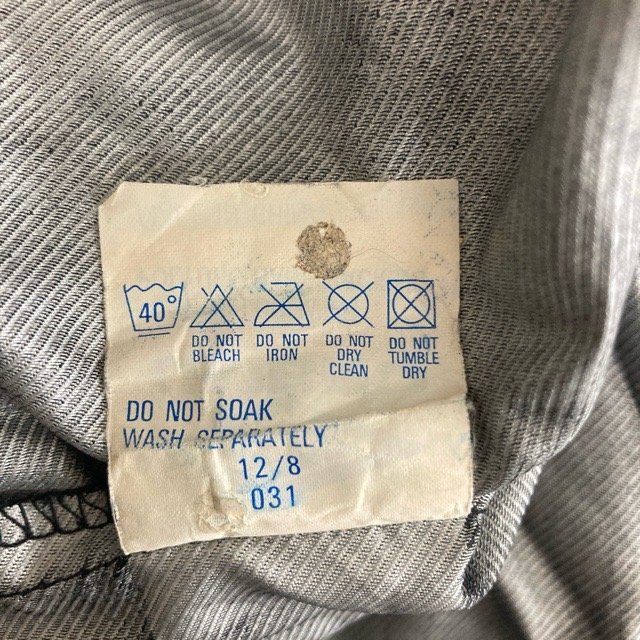 40°
DO NOT BLEACH
DO NOT IRON
DO NOT DRY CLEAN
DO NOT TUMBLE DRY
DO NOT SOAK
WASH SEPARATELY
12/8
031